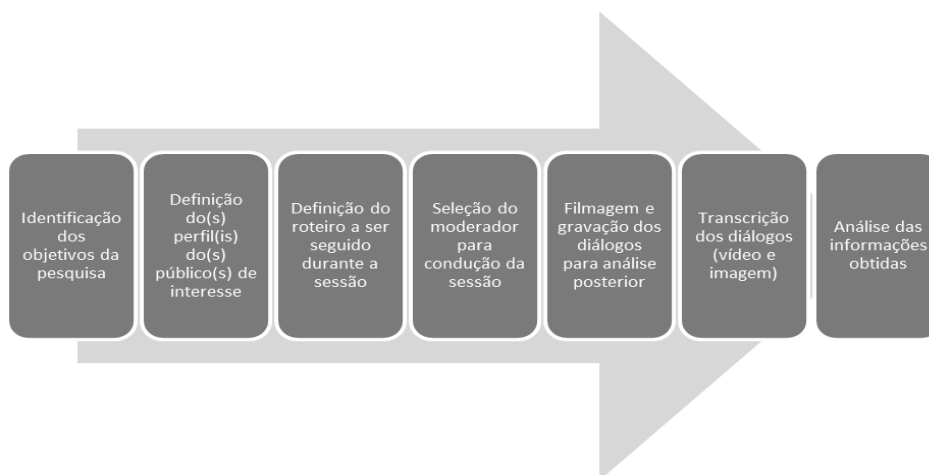 Identificação
dos
objetivos da
pesquisa
Definição
do(s)
perfil(is)
do(s)
público(s) de
interesse
Definição do
roteiro a ser
seguido
durante a
sessão
Seleção do
moderador
para
condução da
sessão
Filmagem e
gravação dos
diálogos
para análise
posterior
Transcrição
dos diálogos
(vídeo e
imagem)
Análise das
informações
obtidas